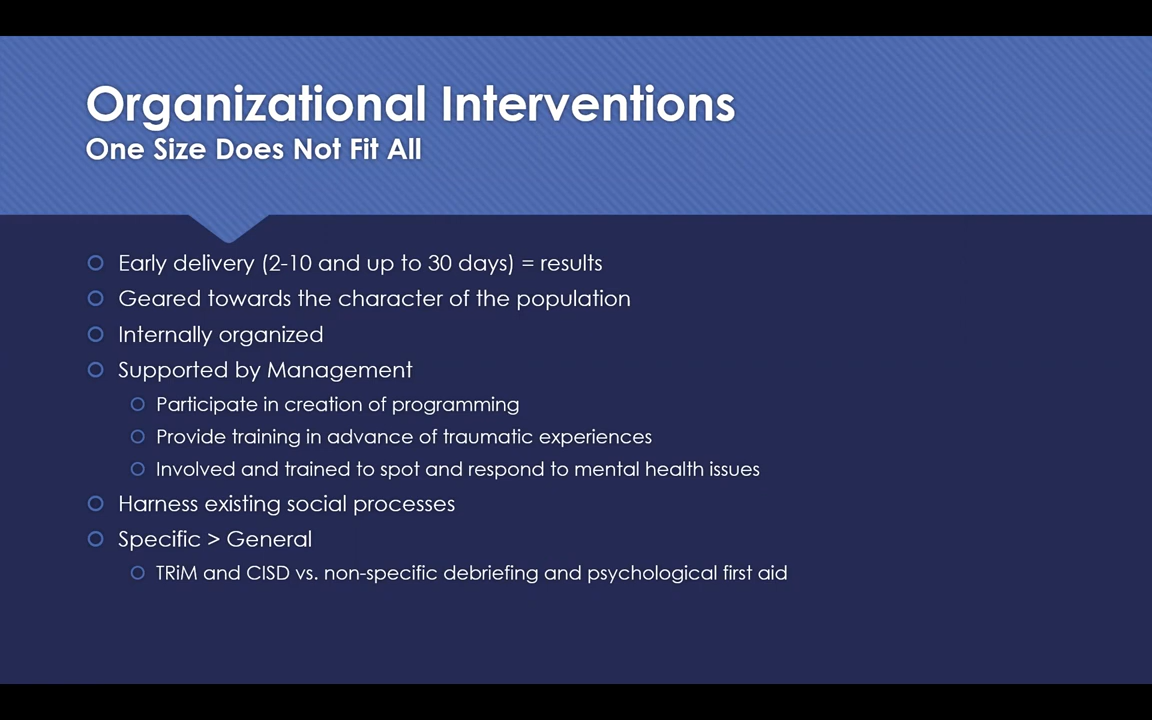 Organizational Interventions
One Size Does Not Fit All
Early delivery (2-10 and up to 30 days) = results
Geared towards the character of the population
Internally organized
Supported by Management
Participate in creation of programming
Provide training in advance of traumatic experiences
Involved and trained to spot and respond to mental health issues
Harness existing social processes
Specific > General
TRiM and CISD vs. non-specific debriefing and psychological first aid